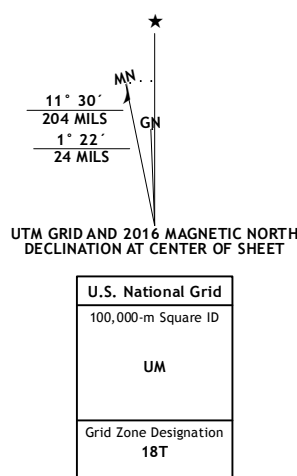 ★
MN
11° 30´
204 MILS
GN
1° 22´
24 MILS
UTM GRID AND 2016 MAGNETIC NORTH
DECLINATION AT CENTER OF SHEET
U.S. National Grid
100,000-m Square ID
UM
Grid Zone Designation
18T